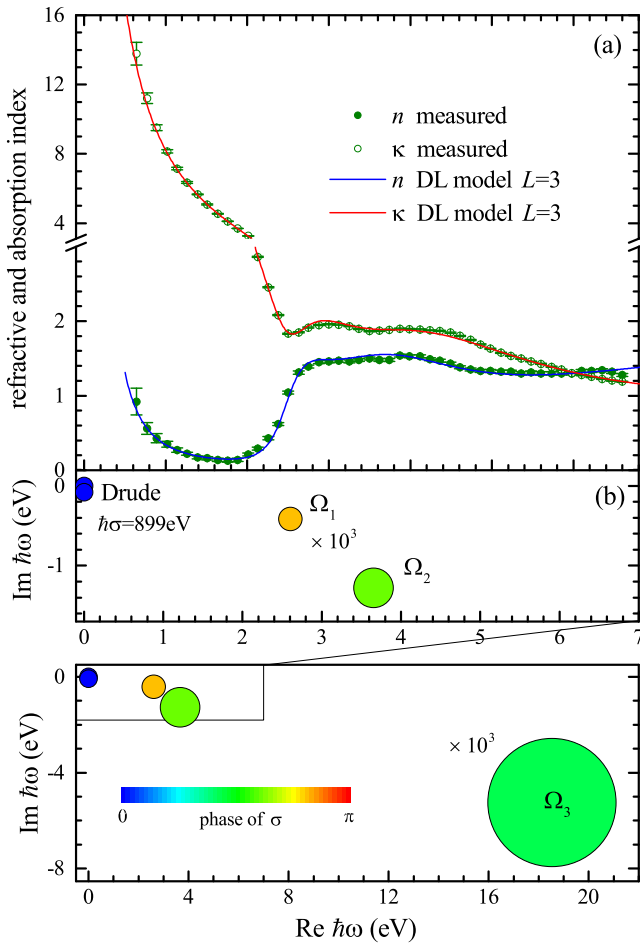 16
(a)
12
n measured
κ measured
n DL model L=3
κ DL model L=3
8
4
2
1
0
refractive and absorption index
0
Drude
ħσ=899eV
Ω1
× 10³
Ω2
(b)
-1
Im ħω (eV)
0 1 2 3 4 5 6 7
0
× 10³
Ω3
-4
0 phase of σ π
-8
Im ħω (eV)
0 4 8 12 16 20
Re ħω (eV)